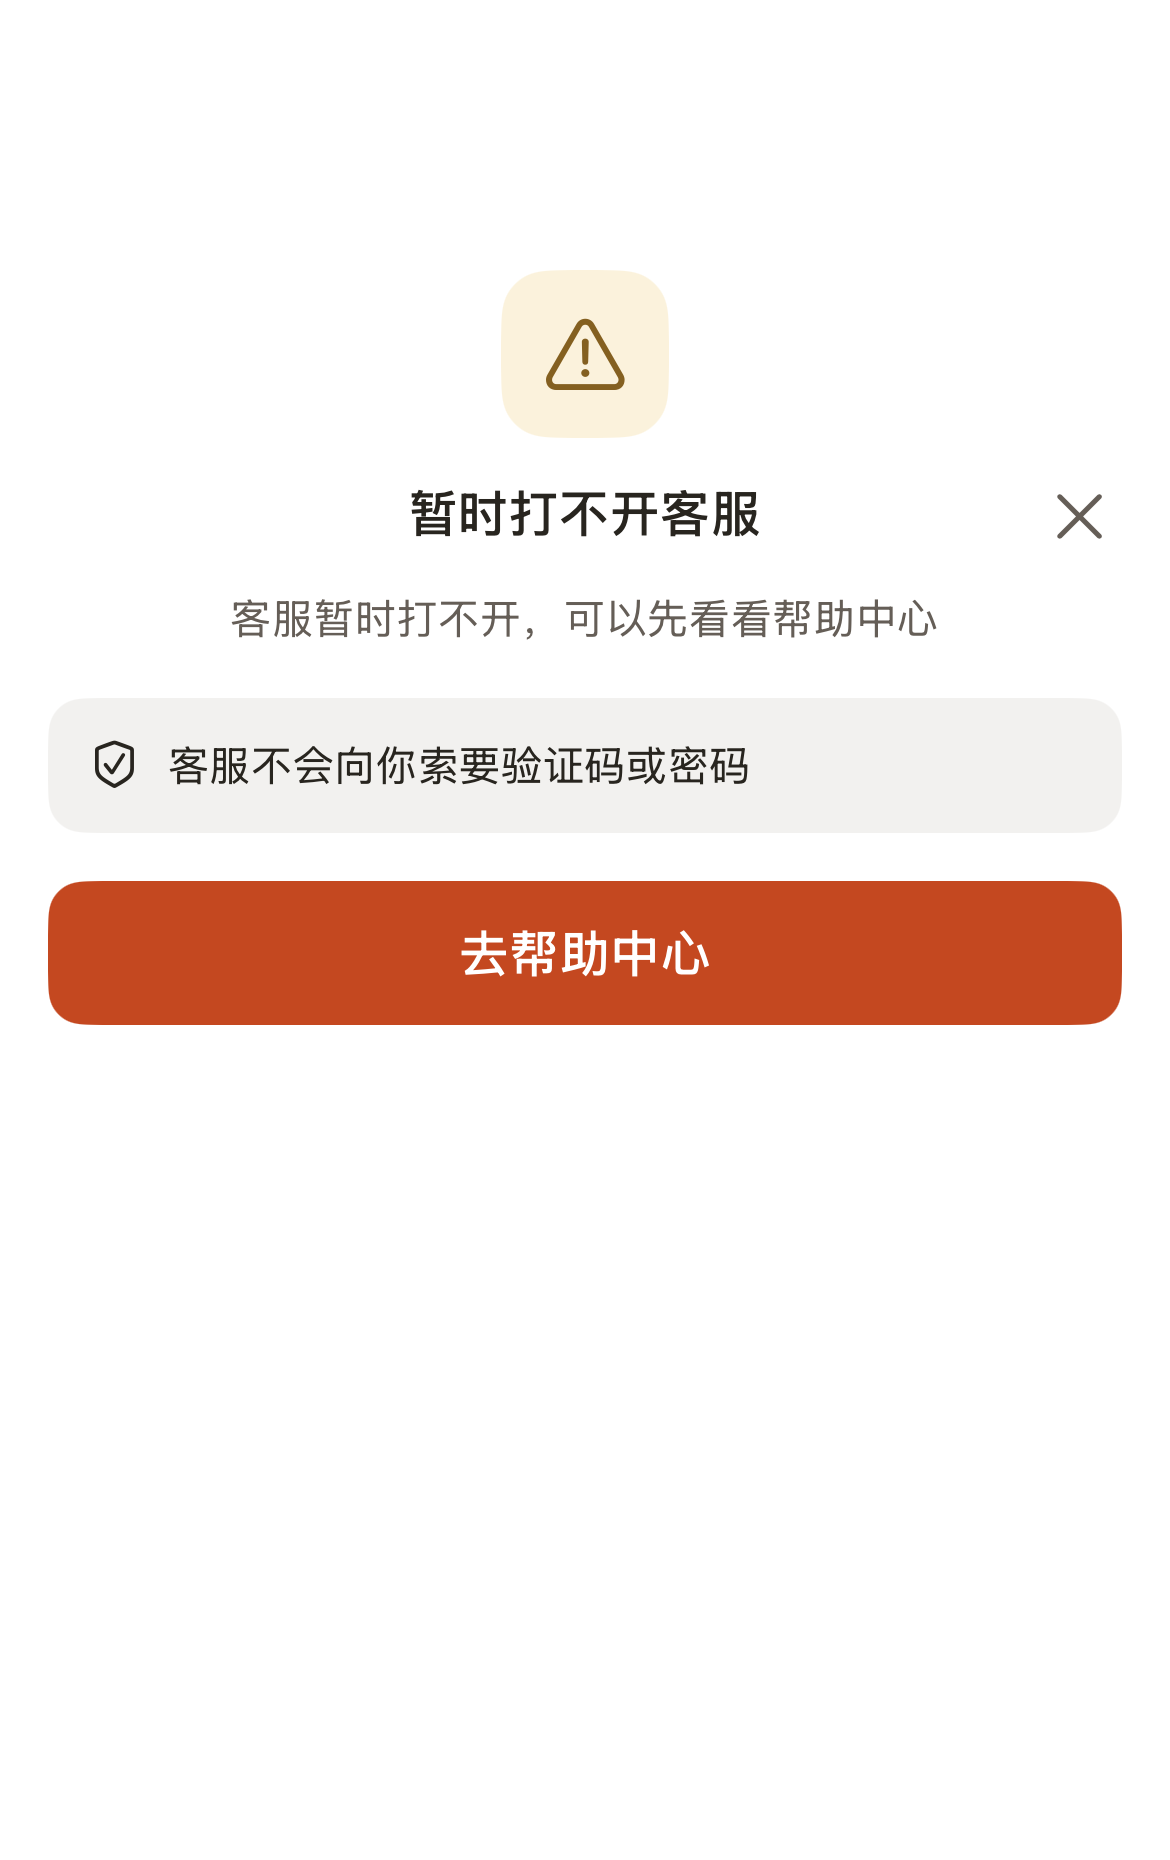 暂时打不开客服
客服暂时打不开，可以先看看帮助中心
客服不会向你索要验证码或密码
去帮助中心